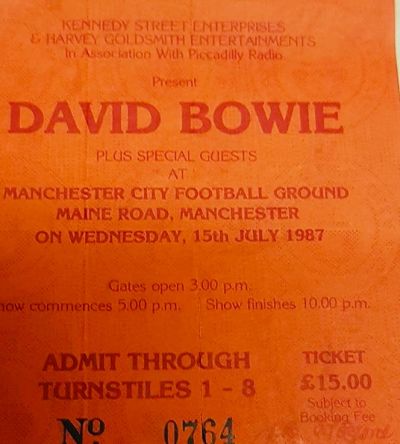 KENNEDY STREET ENTERPRISES
& HARVEY GOLDSMITH ENTERTAINMENTS
In Association With Piccadilly Radio
Present
DAVID BOWIE
PLUS SPECIAL GUESTS
AT
MANCHESTER CITY FOOTBALL GROUND
MAINE ROAD, MANCHESTER
ON WEDNESDAY, 15th JULY 1987
Gates open 3.00 p.m.
how commences 5.00 p.m. Show finishes 10.00 p.m.
ADMIT THROUGH
TURNSTILES 1 - 8
TICKET
£15.00
Subject to
Booking Fee
Nº 0764